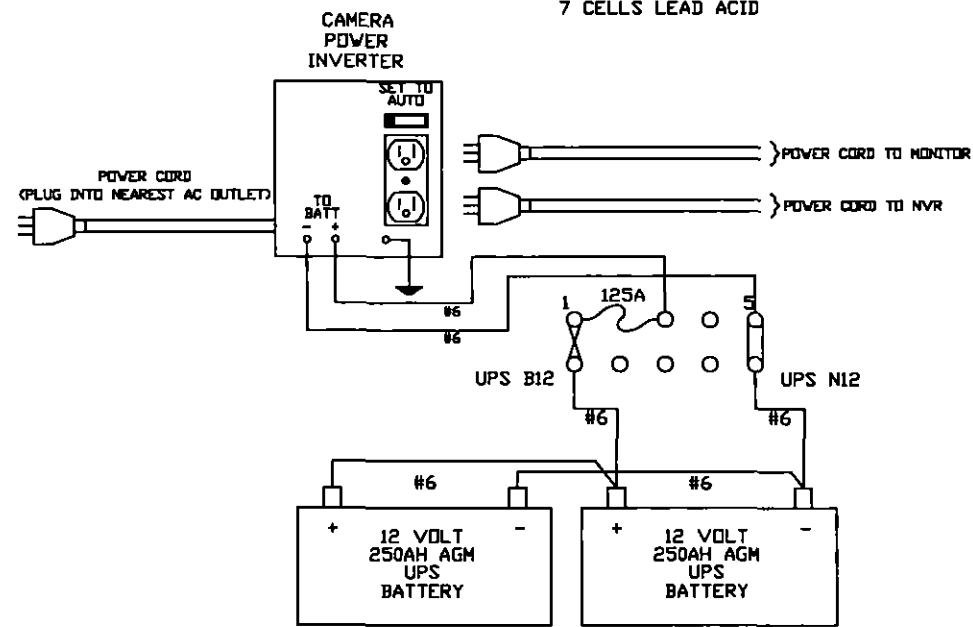 7 CELLS LEAD ACID
CAMERA
POWER
INVERTER
SET TO
AUTO
POWER CORD
(PLUG INTO NEAREST AC OUTLET)
TO
BATT
- +
}POWER CORD TO MONITOR
}POWER CORD TO NVR
#6
#6
1
125A
5
UPS B12
UPS N12
#6
#6
#6
#6
+ -
12 VOLT
250AH AGM
UPS
BATTERY
+ -
12 VOLT
250AH AGM
UPS
BATTERY